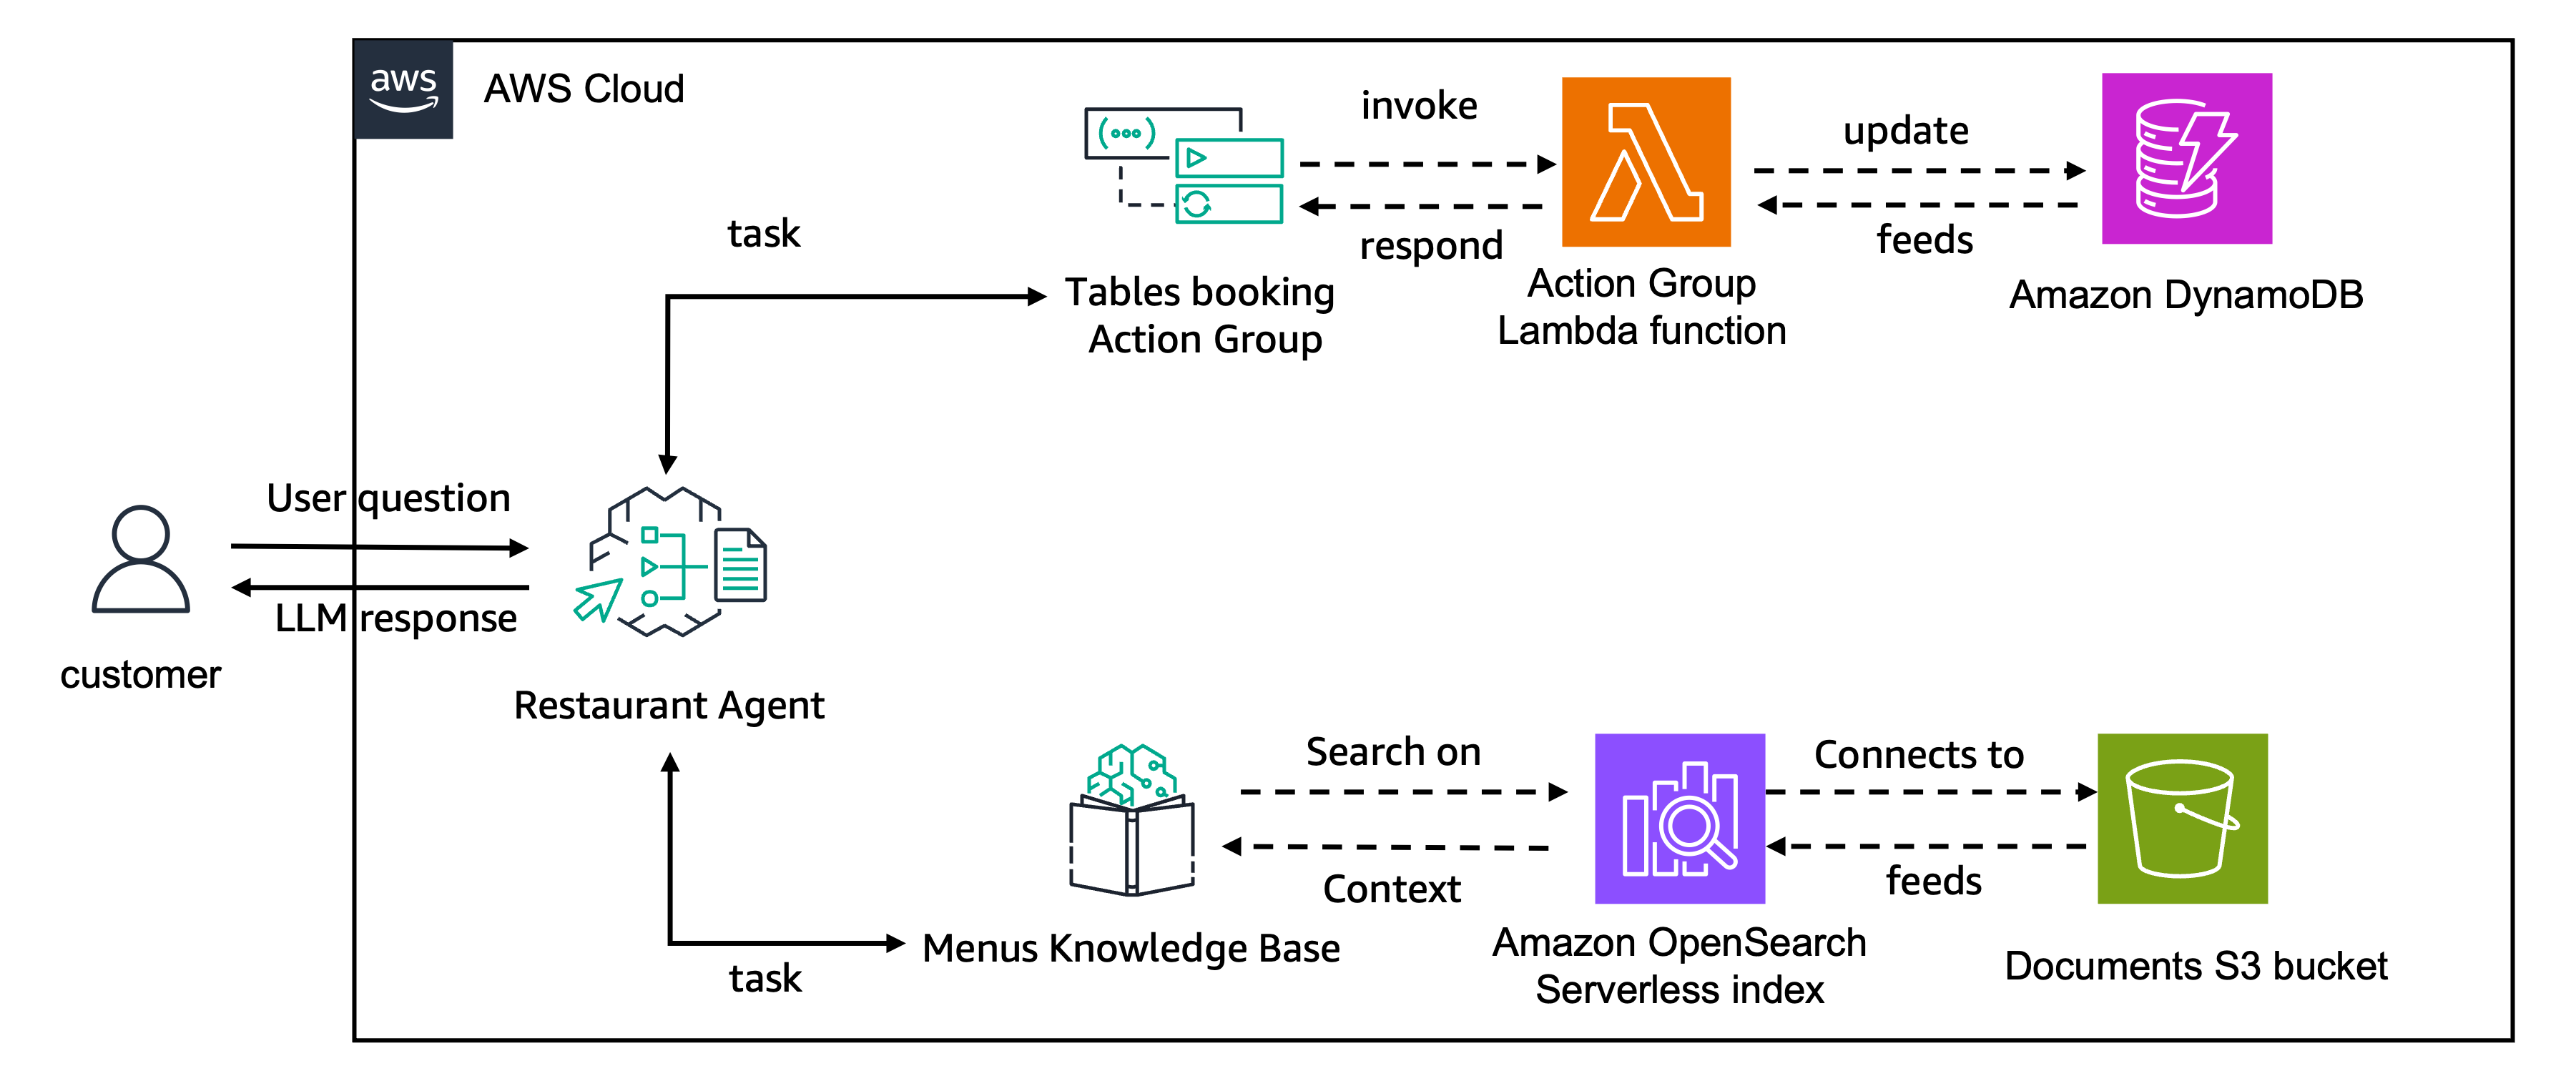 aws
AWS Cloud
invoke
update
respond
feeds
task
Tables booking
Action Group
Action Group
Lambda function
Amazon DynamoDB
User question
LLM response
customer
Restaurant Agent
Search on
Connects to
Context
feeds
Menus Knowledge Base
task
Amazon OpenSearch
Serverless index
Documents S3 bucket